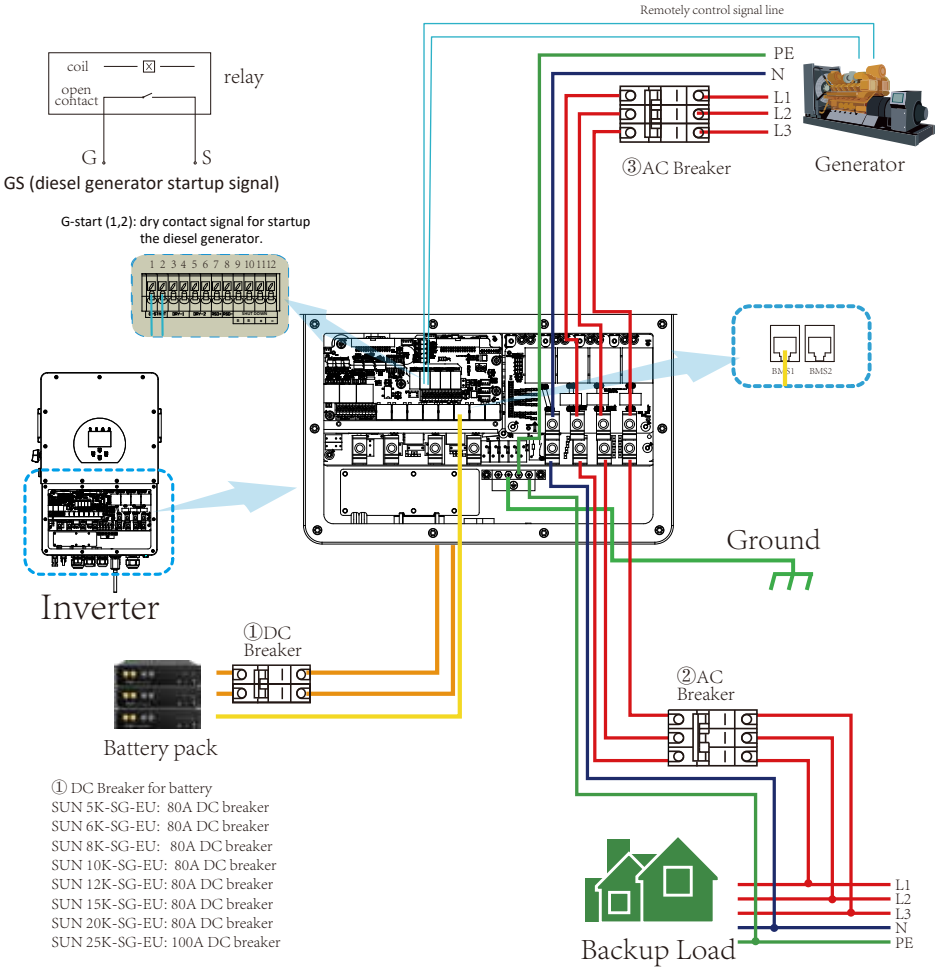 Remotely control signal line
coil
open
contact
relay
G
S
GS (diesel generator startup signal)
PE
N
L1
L2
L3
③AC Breaker
Generator
G-start (1,2): dry contact signal for startup
the diesel generator.
1 2 3 4 5 6 7 8 9 10 11 12
BMS1
BMS2
Inverter
Ground
①DC
Breaker
②AC
Breaker
Battery pack
① DC Breaker for battery
SUN 5K-SG-EU: 80A DC breaker
SUN 6K-SG-EU: 80A DC breaker
SUN 8K-SG-EU: 80A DC breaker
SUN 10K-SG-EU: 80A DC breaker
SUN 12K-SG-EU: 80A DC breaker
SUN 15K-SG-EU: 80A DC breaker
SUN 20K-SG-EU: 80A DC breaker
SUN 25K-SG-EU: 100A DC breaker
Backup Load
L1
L2
L3
N
PE